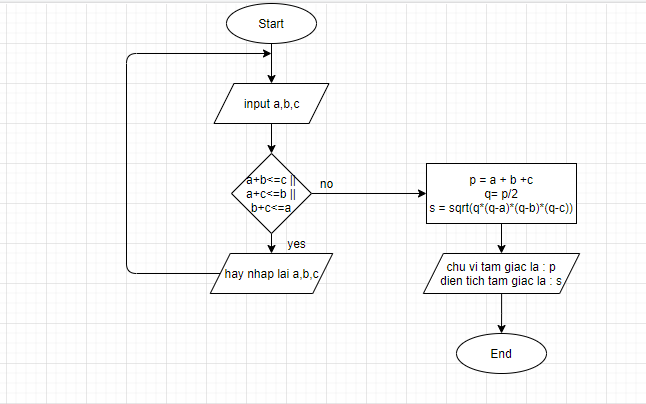 Start
input a,b,c
a+b<=c ||
a+c<=b ||
b+c<=a
no
yes
hay nhap lai a,b,c
p = a + b +c
q= p/2
s = sqrt(q*(q-a)*(q-b)*(q-c))
chu vi tam giac la : p
dien tich tam giac la : s
End